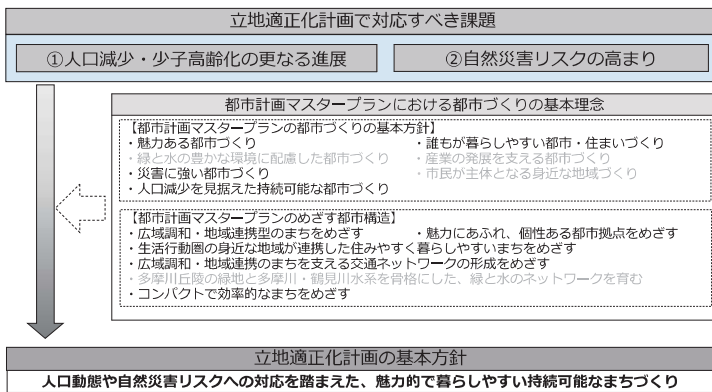 立地適正化計画で対応すべき課題
①人口減少・少子高齢化の更なる進展
②自然災害リスクの高まり
都市計画マスタープランにおける都市づくりの基本理念
【都市計画マスタープランの都市づくりの基本方針】
・魅力ある都市づくり ・誰もが暮らしやすい都市・住まいづくり
・緑と水の豊かな環境に配慮した都市づくり ・産業の発展を支える都市づくり
・災害に強い都市づくり ・市民が主体となる身近な地域づくり
・人口減少を見据えた持続可能な都市づくり
【都市計画マスタープランのめざす都市構造】
・広域調和・地域連携型のまちをめざす ・魅力にあふれ、個性ある都市拠点をめざす
・生活行動圏の身近な地域が連携した住みやすく暮らしやすいまちをめざす
・広域調和・地域連携のまちを支える交通ネットワークの形成をめざす
・多摩川丘陵の緑地と多摩川・鶴見川水系を骨格にした、緑と水のネットワークを育む
・コンパクトで効率的なまちをめざす
立地適正化計画の基本方針
人口動態や自然災害リスクへの対応を踏まえた、魅力的で暮らしやすい持続可能なまちづくり